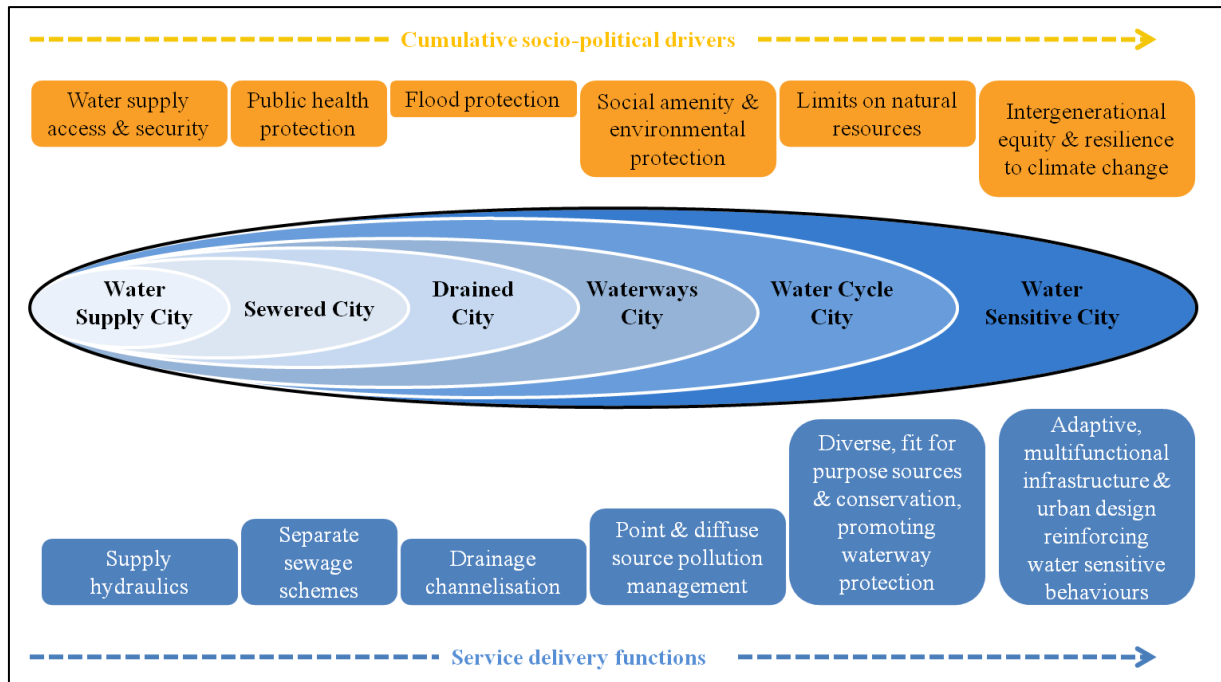 Cumulative socio-political drivers
Water supply
access & security
Public health
protection
Flood protection
Social amenity &
environmental
protection
Limits on natural
resources
Intergenerational
equity & resilience
to climate change
Water
Supply City
Sewered City
Drained
City
Waterways
City
Water Cycle
City
Water
Sensitive City
Supply
hydraulics
Separate
sewage
schemes
Drainage
channelisation
Point & diffuse
source pollution
management
Diverse, fit for
purpose sources
& conservation,
promoting
waterway
protection
Adaptive,
multifunctional
infrastructure &
urban design
reinforcing
water sensitive
behaviours
Service delivery functions